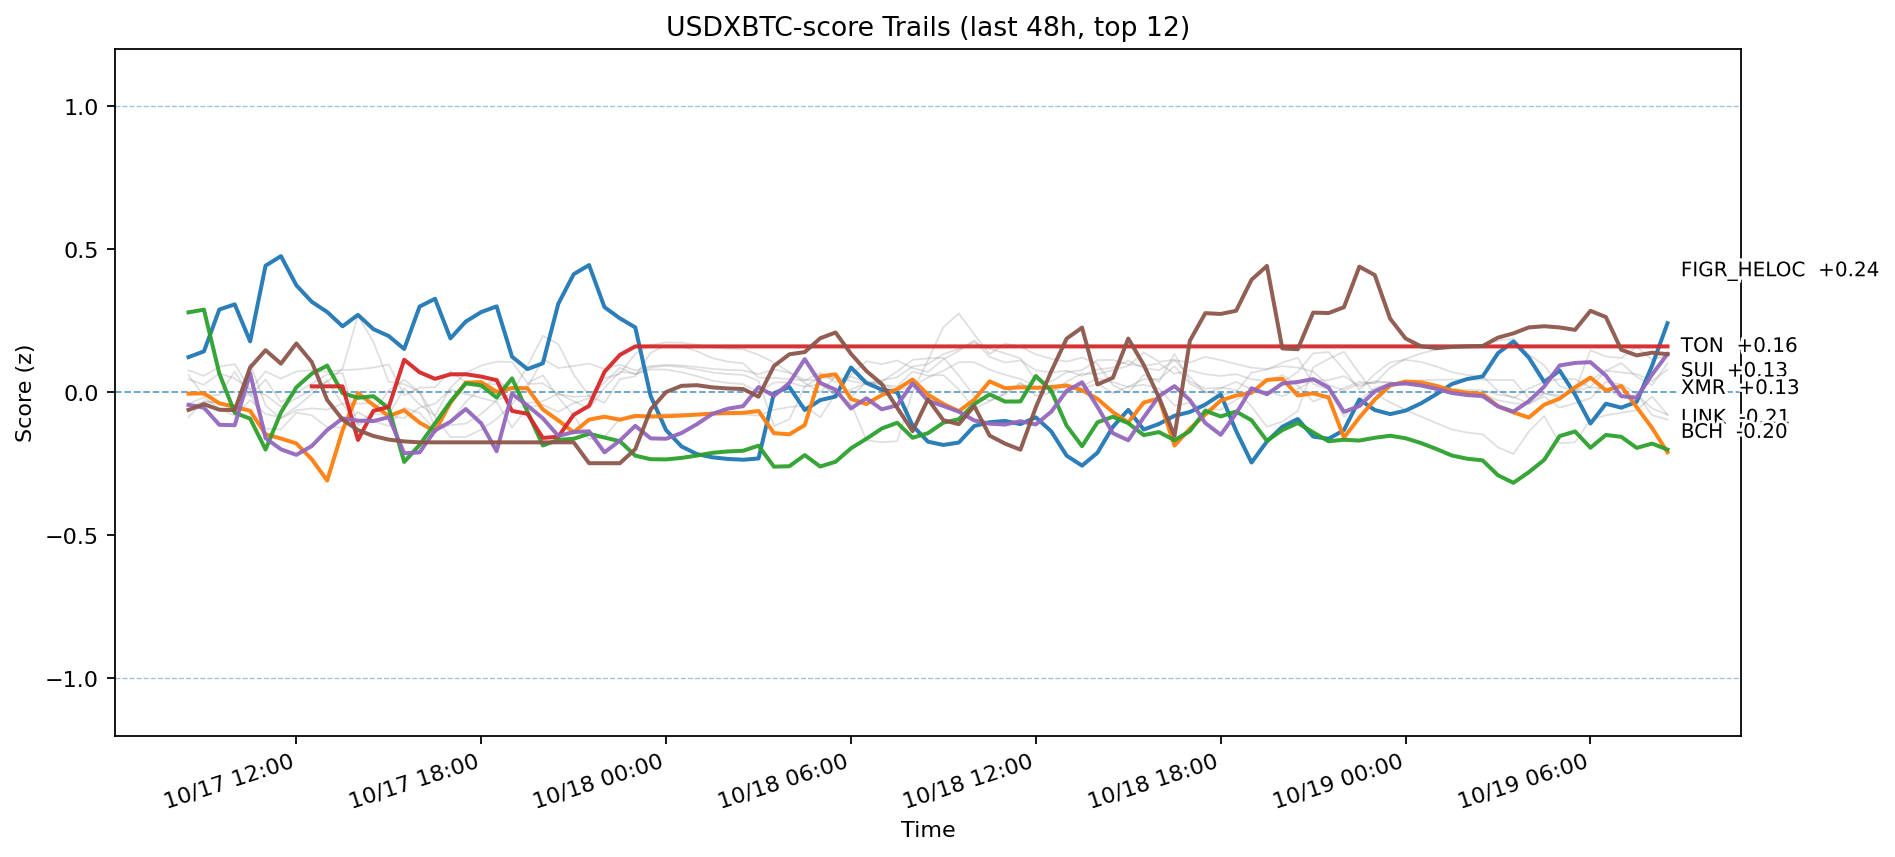 USDXBTC-score Trails (last 48h, top 12)
Score (z)
1.0
0.5
0.0
−0.5
−1.0
FIGR_HELOC +0.24
TON +0.16
SUI +0.13
XMR +0.13
LINK -0.21
BCH -0.20
10/17 12:00
10/17 18:00
10/18 00:00
10/18 06:00
10/18 12:00
10/18 18:00
10/19 00:00
10/19 06:00
Time